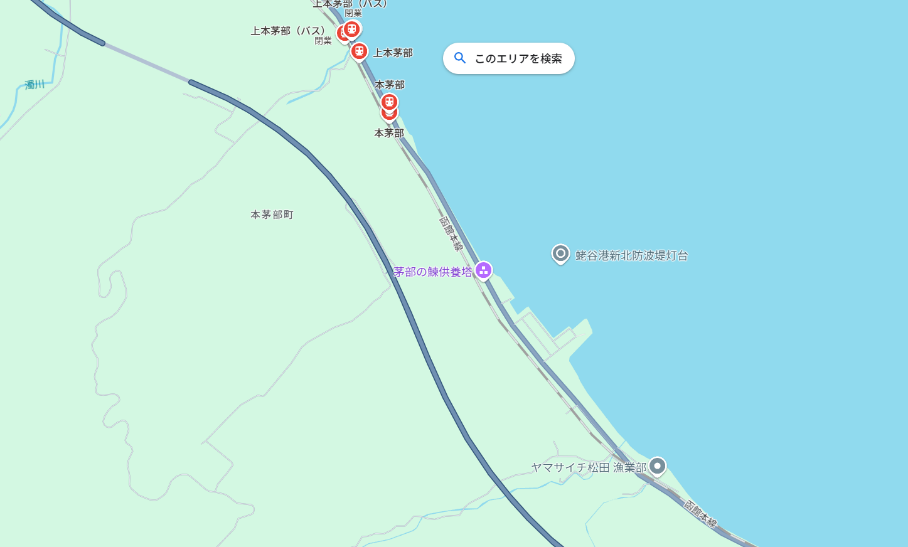 上本茅部（バス）
閉業
上本茅部（バス）
閉業
上本茅部
このエリアを検索
濁川
本茅部
本茅部
本茅部町
函館本線
蛯谷港新北防波堤灯台
茅部の鰊供養塔
ヤマサイチ松田 漁業部
函館本線